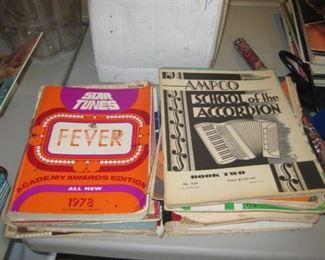 STAR
TUNES
FEVER
ACADEMY AWARDS EDITION
ALL NEW
1978
AMPCO
SCHOOL of the
ACCORDION
BOOK TWO